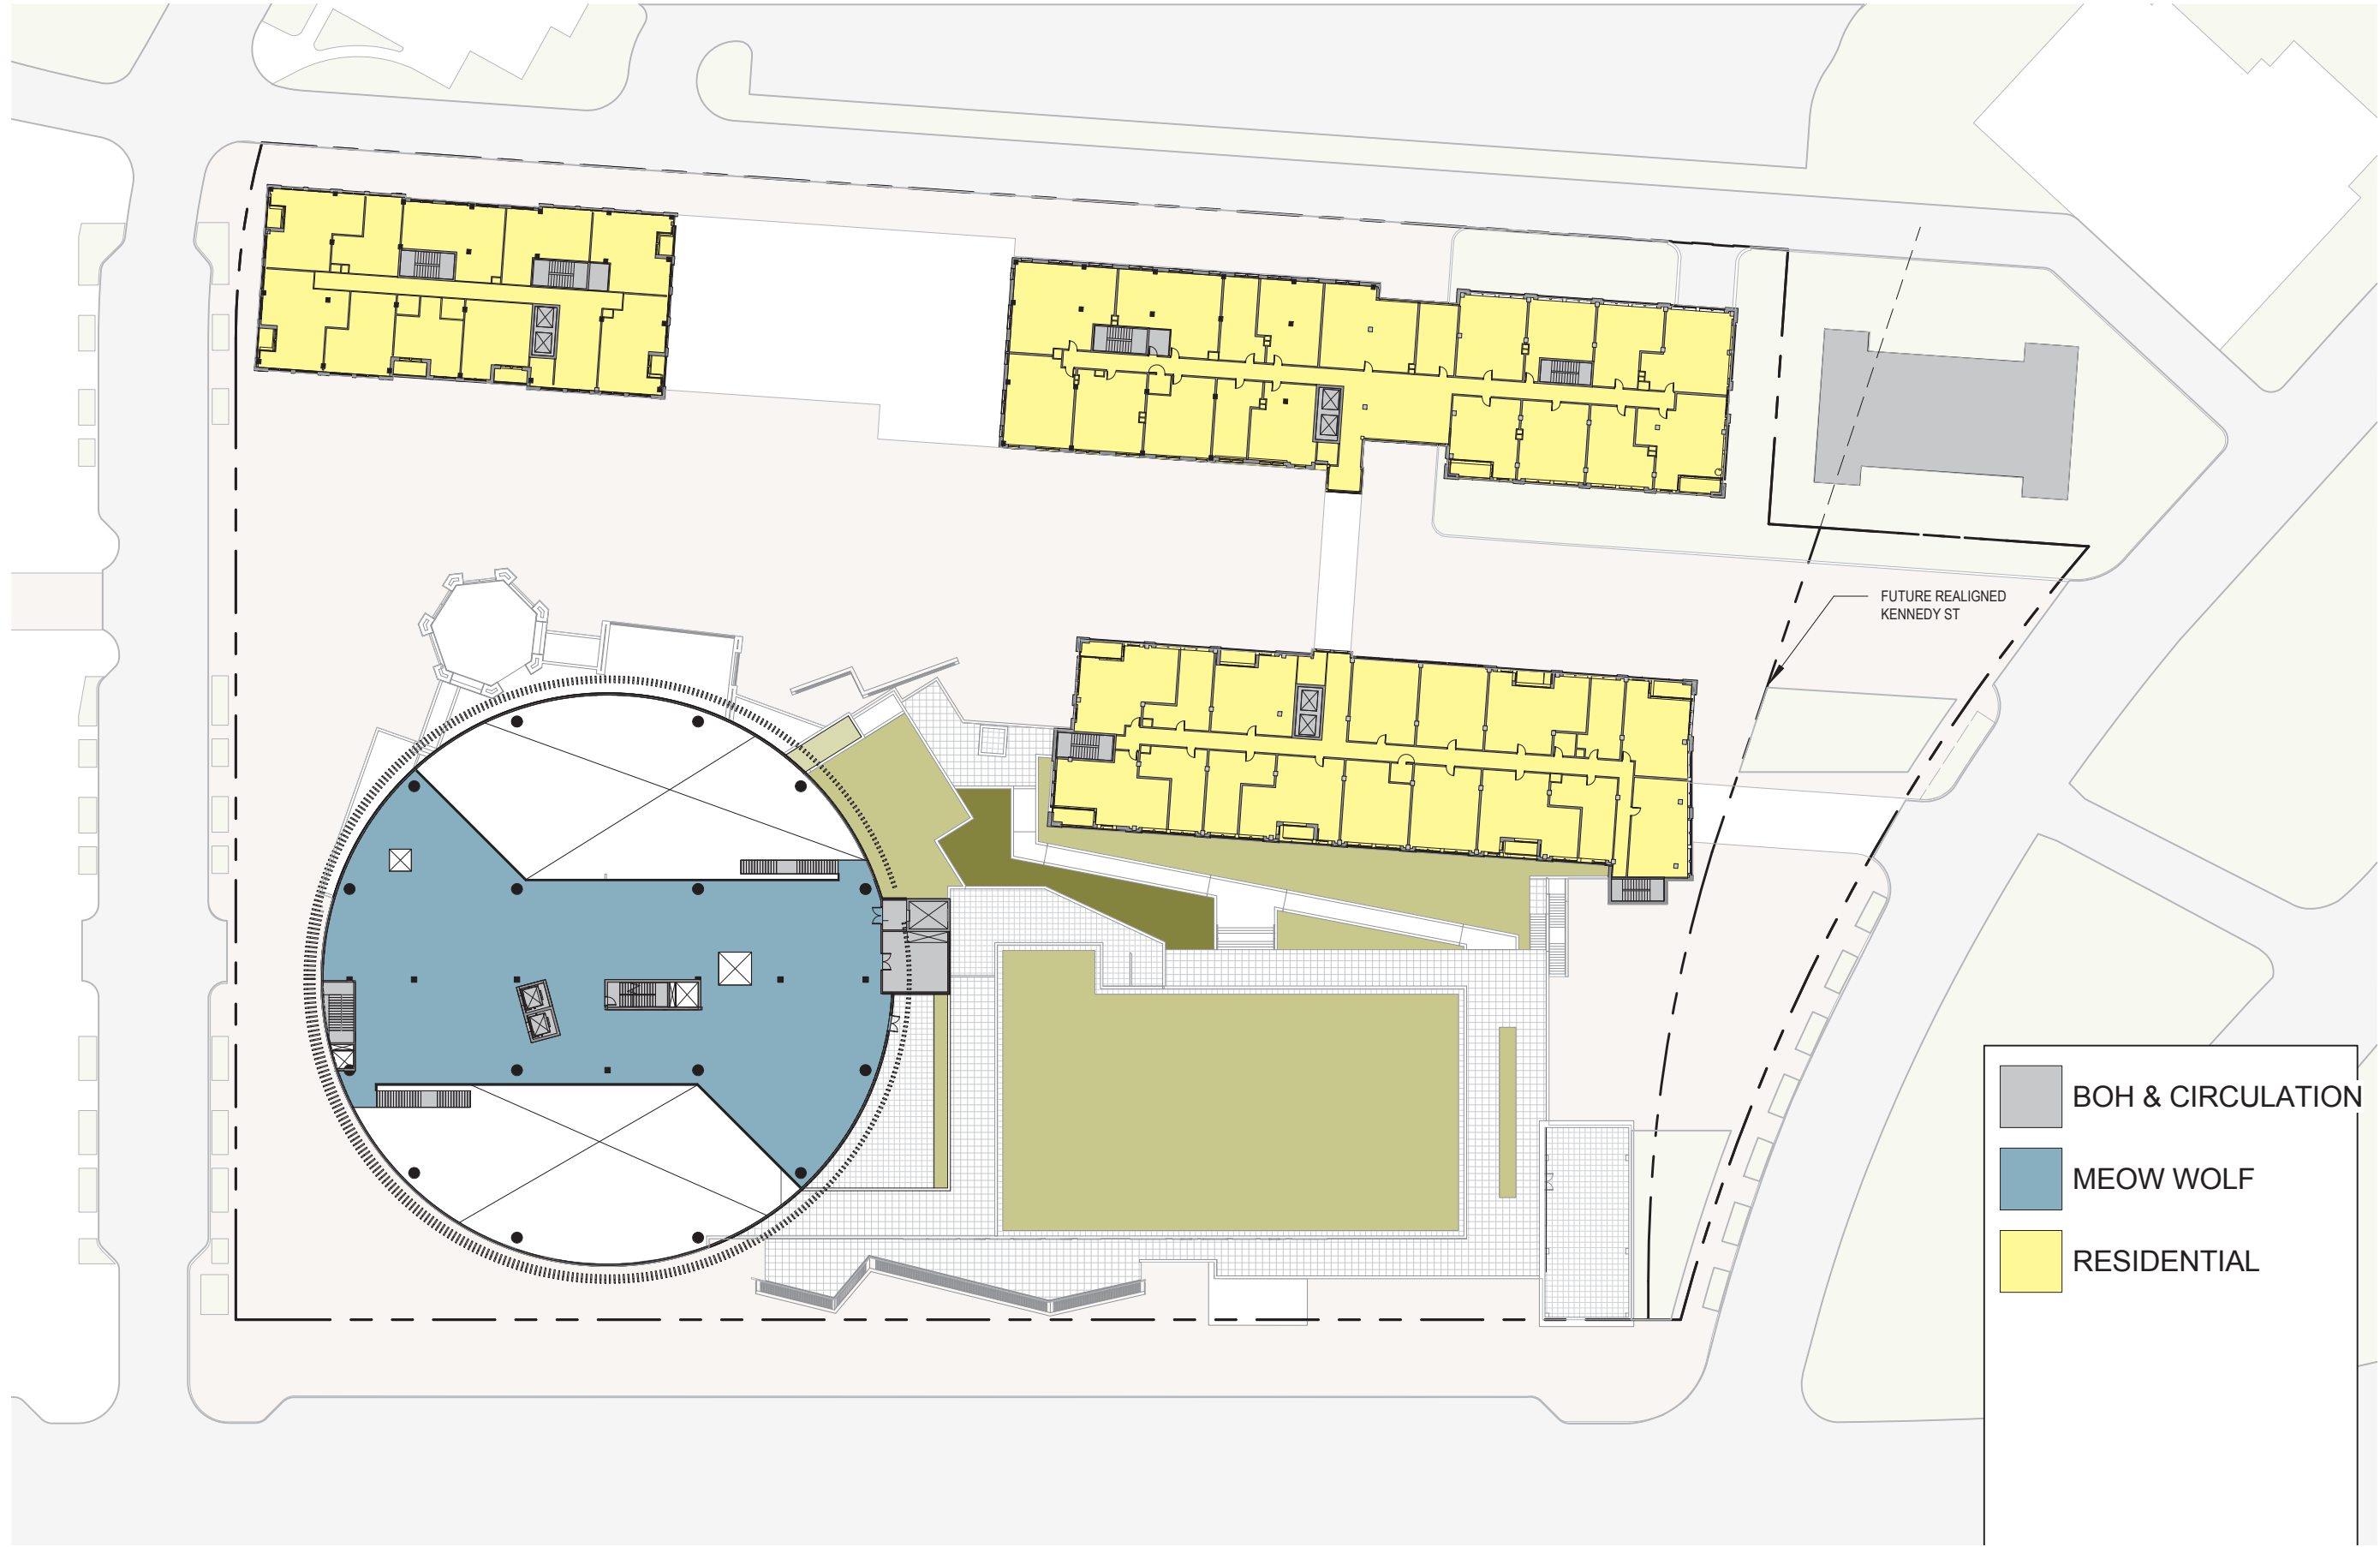 FUTURE REALIGNED
KENNEDY ST
BOH & CIRCULATION
MEOW WOLF
RESIDENTIAL